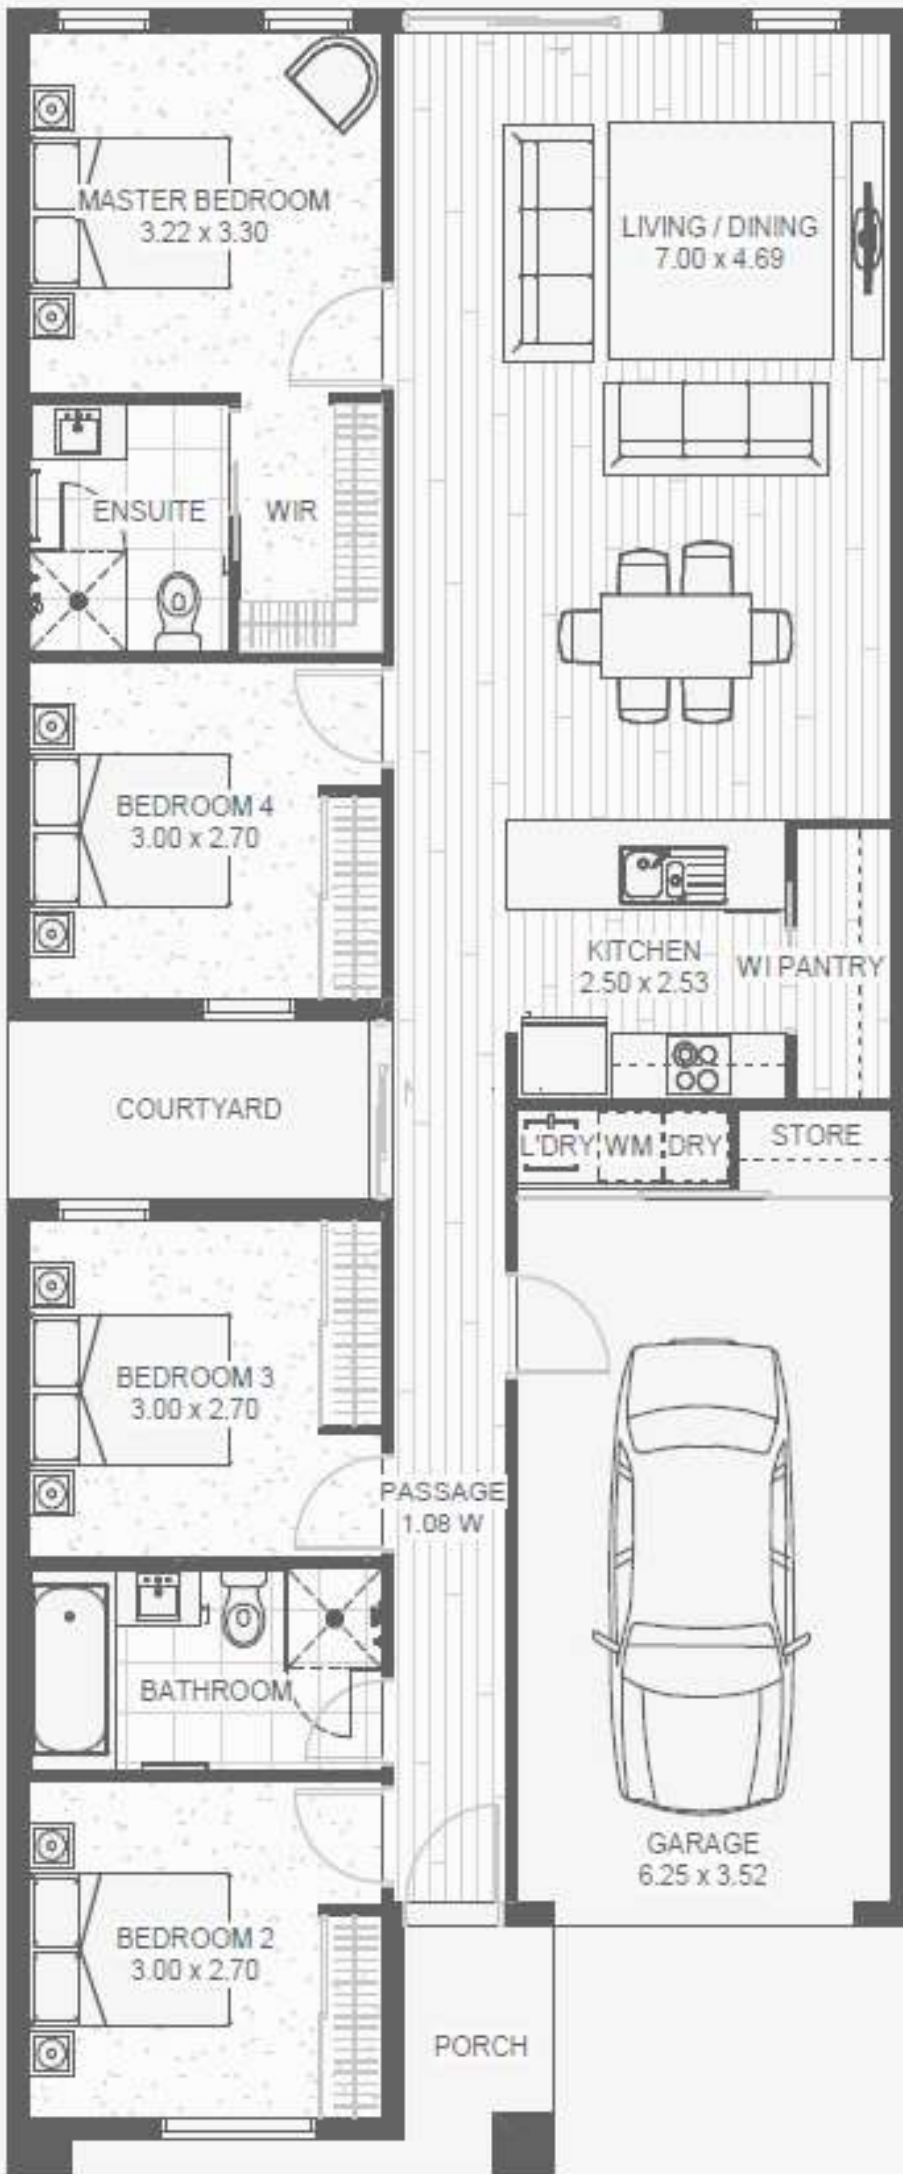 MASTER BEDROOM
3.22 x 3.30
LIVING / DINING
7.00 x 4.69
ENSUITE
WIR
BEDROOM 4
3.00 x 2.70
KITCHEN
2.50 x 2.53
WI PANTRY
COURTYARD
L'DRY
WM
DRY
STORE
BEDROOM 3
3.00 x 2.70
PASSAGE
1.08 W
BATHROOM
GARAGE
6.25 x 3.52
BEDROOM 2
3.00 x 2.70
PORCH